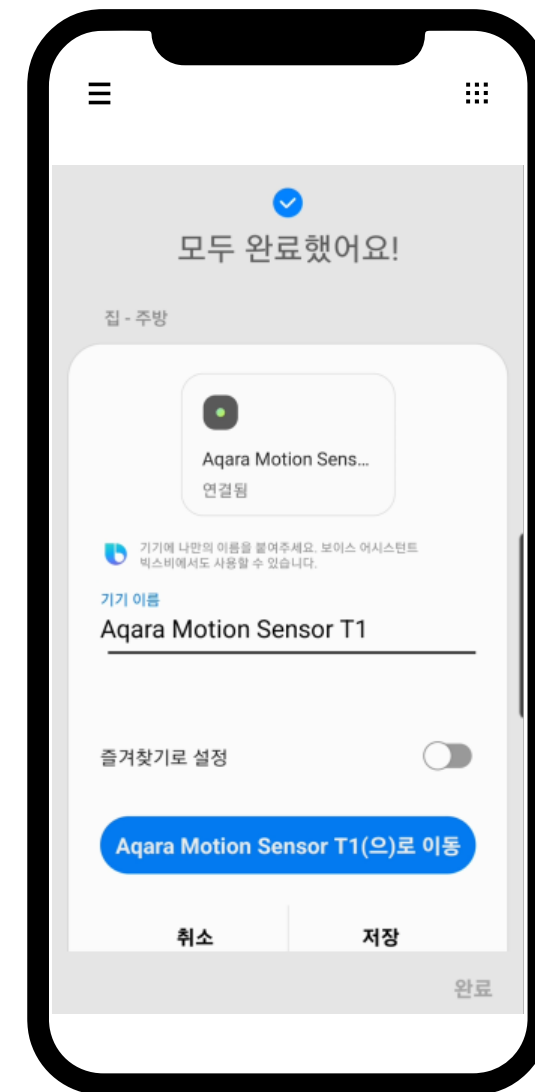 모두 완료했어요!
집 - 주방
Aqara Motion Sens...
연결됨
기기에 나만의 이름을 붙여주세요. 보이스 어시스턴트
빅스비에서도 사용할 수 있습니다.
기기 이름
Aqara Motion Sensor T1
즐겨찾기로 설정
Aqara Motion Sensor T1(으)로 이동
취소 저장
완료